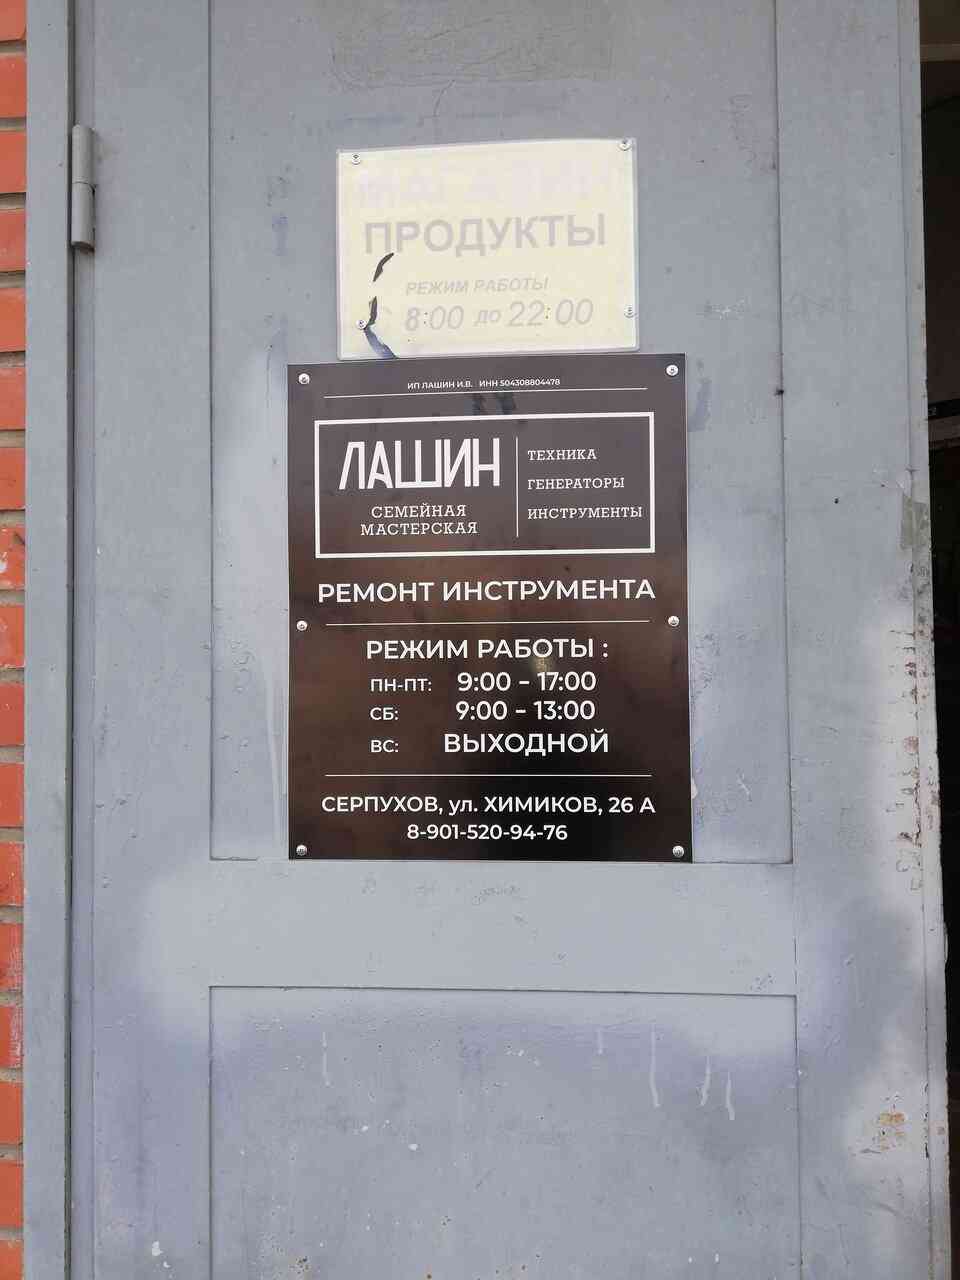 МАГАЗИН
ПРОДУКТЫ
РЕЖИМ РАБОТЫ
С 8:00 до 22:00
ИП ЛАШИН И.В. ИНН 504308804478
ЛАШИН
СЕМЕЙНАЯ
МАСТЕРСКАЯ
ТЕХНИКА
ГЕНЕРАТОРЫ
ИНСТРУМЕНТЫ
РЕМОНТ ИНСТРУМЕНТА
РЕЖИМ РАБОТЫ :
ПН-ПТ: 9:00 - 17:00
СБ: 9:00 - 13:00
ВС: ВЫХОДНОЙ
СЕРПУХОВ, ул. ХИМИКОВ, 26 А
8-901-520-94-76